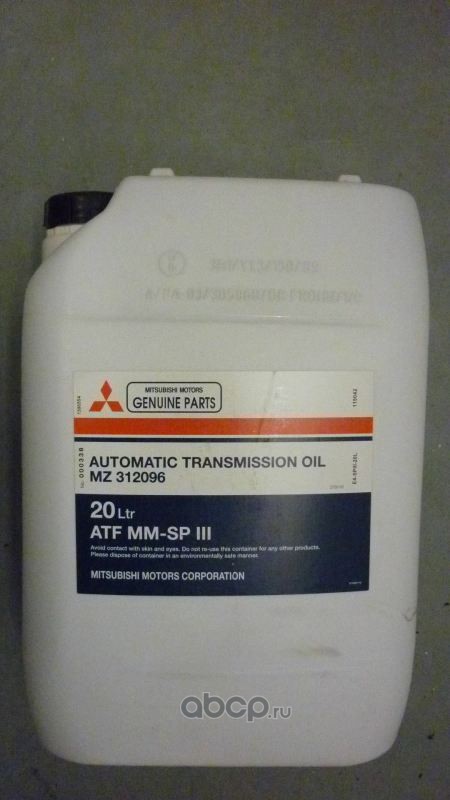 MITSUBISHI MOTORS
GENUINE PARTS
AUTOMATIC TRANSMISSION OIL
MZ 312096
No. 000338
20 Ltr
ATF MM-SP III
Avoid contact with skin and eyes. Do not re-use this container for any other products.
Please dispose of container in an environmentally safe manner.
MITSUBISHI MOTORS CORPORATION
abcp.ru